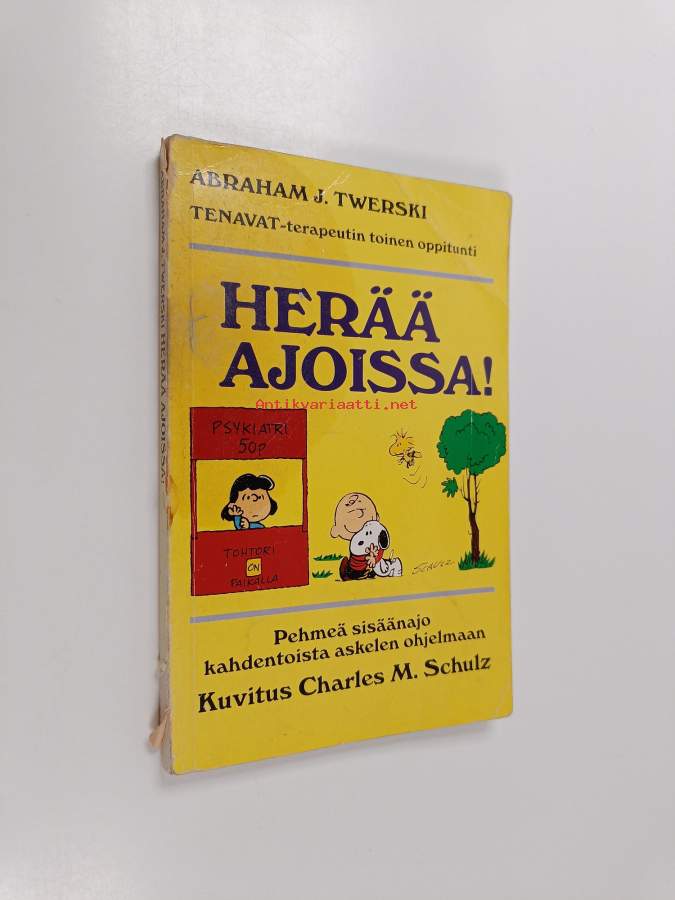 ABRAHAM J. TWERSKI
TENAVAT-terapeutin toinen oppitunti
HERÄÄ
AJOISSA!
Antikvariaatti.net
PSYKIATRI
50P
TOHTORI
ON
PAIKALLA
SCHULZ
Pehmeä sisäänajo
kahdentoista askelen ohjelmaan
Kuvitus Charles M. Schulz
ABRAHAM J. TWERSKI HERÄÄ AJOISSA!